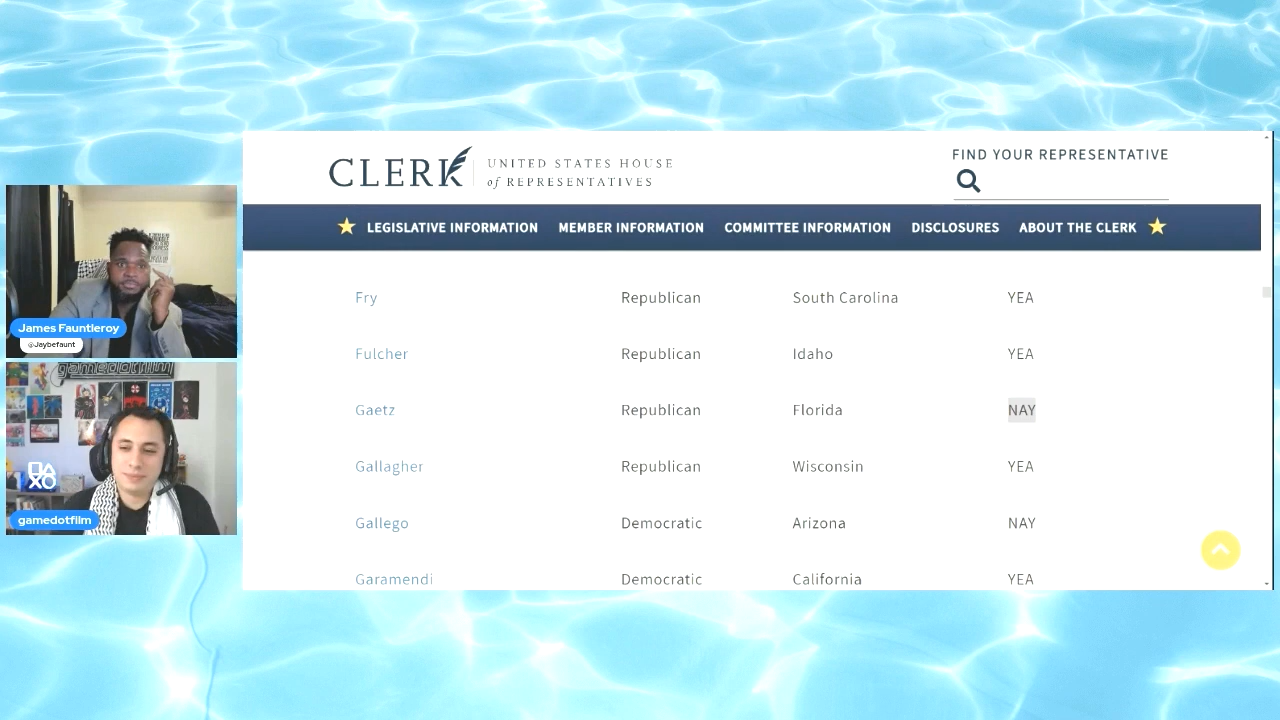 CLERK
UNITED STATES HOUSE
of REPRESENTATIVES
FIND YOUR REPRESENTATIVE
LEGISLATIVE INFORMATION MEMBER INFORMATION COMMITTEE INFORMATION DISCLOSURES ABOUT THE CLERK
Fry Republican South Carolina YEA
Fulcher Republican Idaho YEA
Gaetz Republican Florida NAY
Gallagher Republican Wisconsin YEA
Gallego Democratic Arizona NAY
Garamendi Democratic California YEA
James Fauntleroy
@Jaybefaunt
gamedotfilm
gamedotfilm